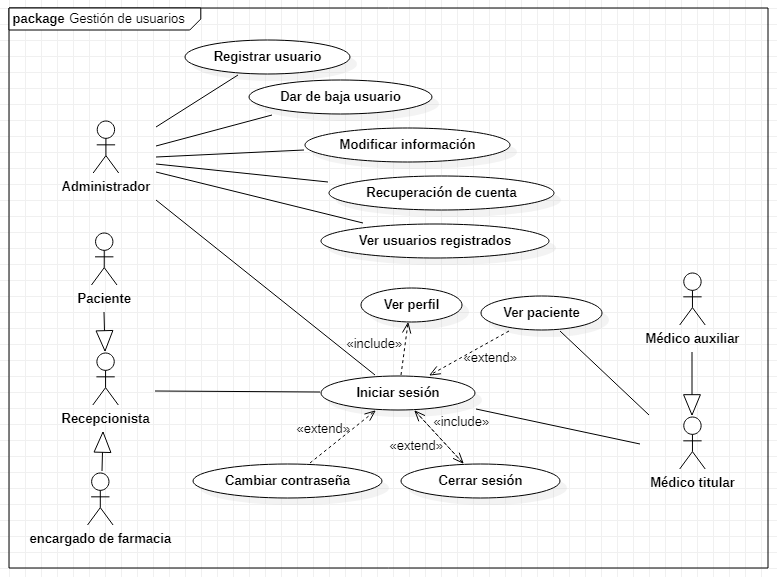 package Gestión de usuarios
Registrar usuario
Dar de baja usuario
Modificar información
Administrador
Recuperación de cuenta
Ver usuarios registrados
Paciente
Ver perfil
Ver paciente
Médico auxiliar
«include»
«extend»
Iniciar sesión
Recepcionista
«extend»
«include»
«extend»
Cambiar contraseña
Cerrar sesión
Médico titular
encargado de farmacia